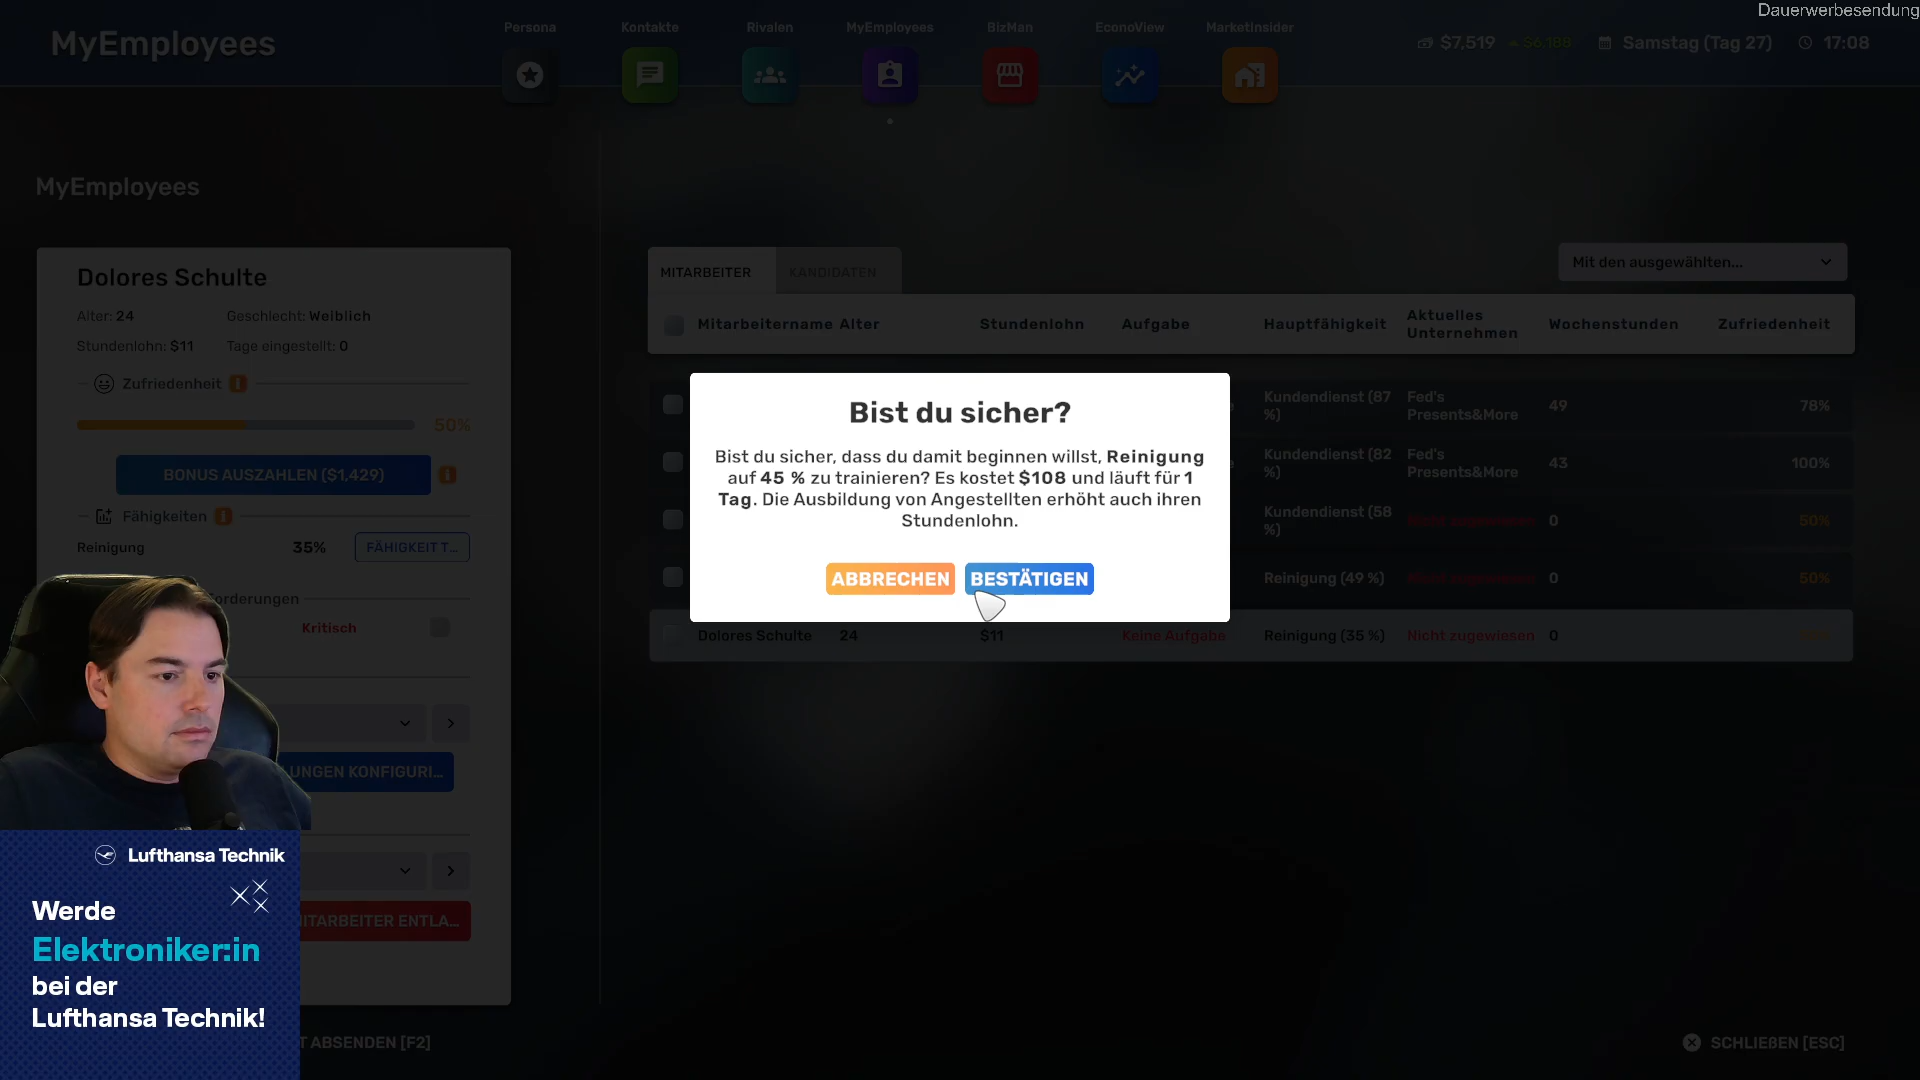 Dauerwerbesendung
MyEmployees
Persona
Kontakte
Rivalen
MyEmployees
BizMan
EconoView
MarketInsider
$7,519
$6,188
Samstag (Tag 27)
17:08
MyEmployees
Dolores Schulte
Alter: 24
Geschlecht: Weiblich
Stundenlohn: $11
Tage eingestellt: 0
Zufriedenheit
50%
BONUS AUSZAHLEN ($1,429)
Fähigkeiten
Reinigung
35%
FÄHIGKEIT T...
orderungen
Kritisch
LUNGEN KONFIGURI...
ITARBEITER ENTLA...
T ABSENDEN [F2]
MITARBEITER
KANDIDATEN
Mit den ausgewählten...
Mitarbeitername
Alter
Stundenlohn
Aufgabe
Hauptfähigkeit
Aktuelles
Unternehmen
Wochenstunden
Zufriedenheit
Kundendienst (87
%)
Fed's
Presents&More
49
78%
Kundendienst (82
%)
Fed's
Presents&More
43
100%
Kundendienst (58
%)
Nicht zugewiesen
0
50%
Reinigung (49 %)
Nicht zugewiesen
0
50%
Dolores Schulte
24
$11
Keine Aufgabe
Reinigung (35 %)
Nicht zugewiesen
0
Bist du sicher?
Bist du sicher, dass du damit beginnen willst, Reinigung
auf 45 % zu trainieren? Es kostet $108 und läuft für 1
Tag. Die Ausbildung von Angestellten erhöht auch ihren
Stundenlohn.
ABBRECHEN
BESTÄTIGEN
Lufthansa Technik
Werde
Elektroniker:in
bei der
Lufthansa Technik!
SCHLIEßEN [ESC]